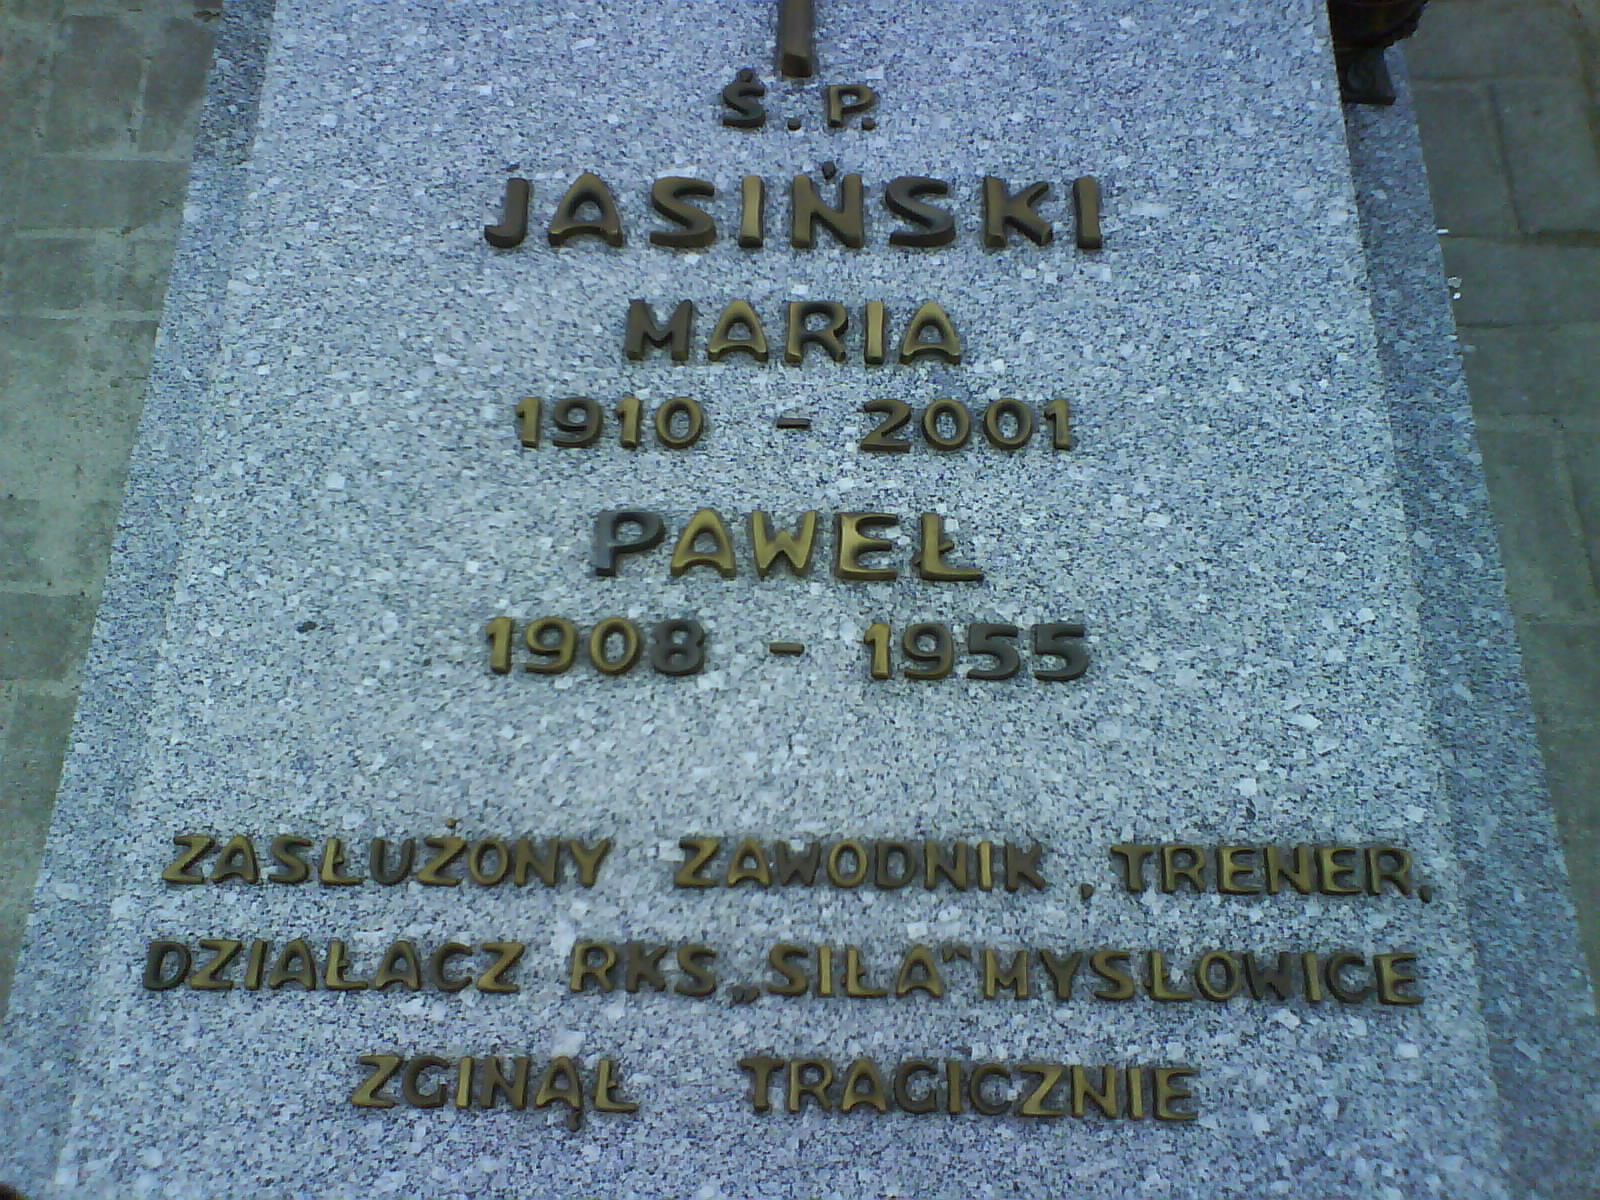 Ś.P.
JASIŃSKI
MARIA
1910 - 2001
PAWEŁ
1908 - 1955
ZASŁUŻONY ZAWODNIK, TRENER,
DZIAŁACZ RKS „SIŁA" MYSŁOWICE
ZGINĄŁ TRAGICZNIE